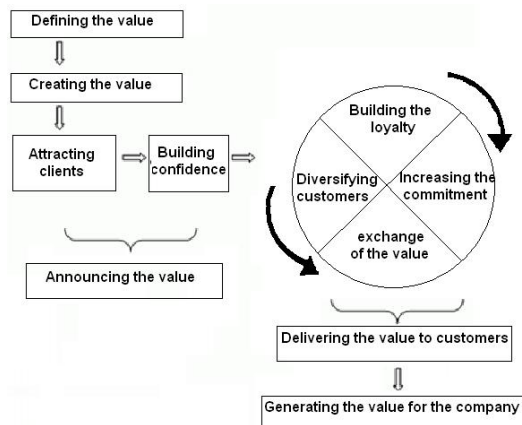 Defining the value
Creating the value
Attracting
clients
Building
confidence
Announcing the value
Building the
loyalty
Diversifying
customers
Increasing the
commitment
exchange
of the value
Delivering the value to customers
Generating the value for the company